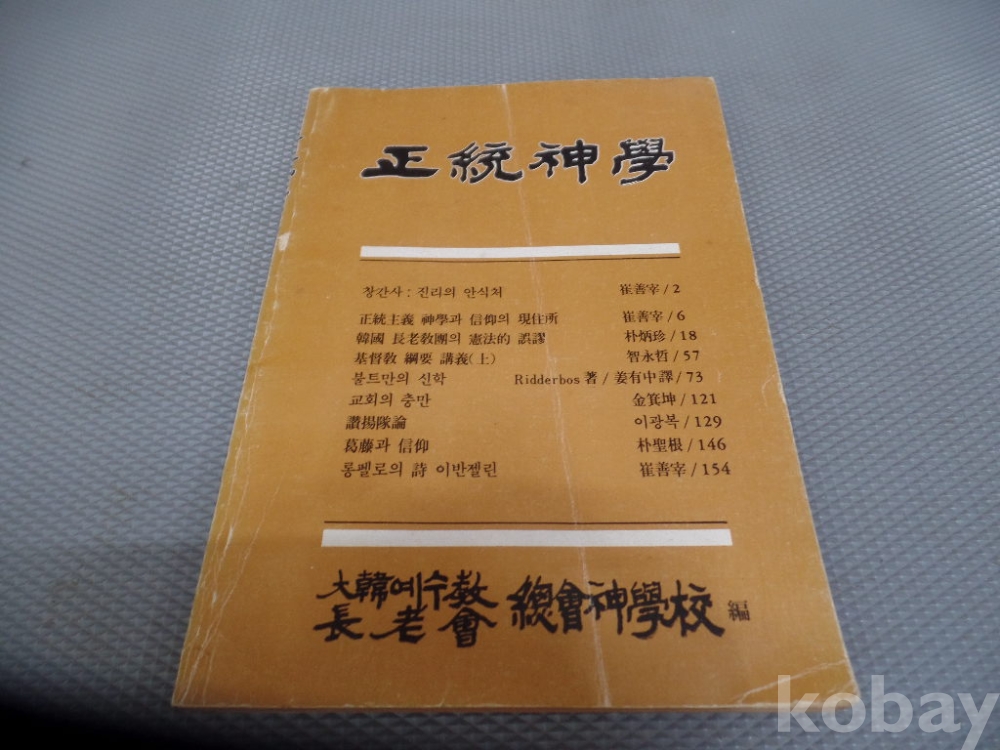 正統神學
창간사 : 진리의 안식처 崔善宰 / 2
正統主義 神學과 信仰의 現住所 崔善宰 / 6
韓國 長老敎團의 憲法的 誤謬 朴炳珍 / 18
基督敎 綱要 講義(上) 智永哲 / 57
불트만의 신학 Ridderbos 著 / 姜有中 譯 / 73
교회의 충만 金箕坤 / 121
讚揚隊論 이광복 / 129
葛藤과 信仰 朴聖根 / 146
롱펠로의 詩 이반젤린 崔善宰 / 154
大韓예수敎
長老會 總會神學校 編
kobay